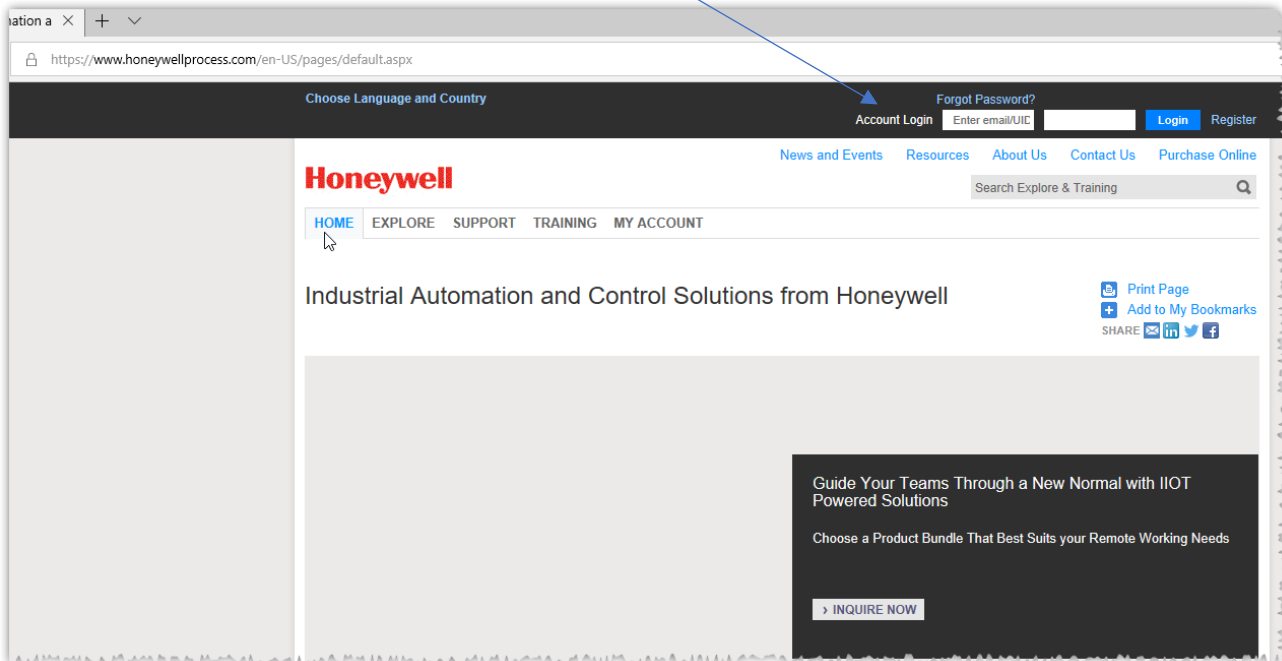 ation a
https://www.honeywellprocess.com/en-US/pages/default.aspx
Choose Language and Country
Forgot Password?
Account Login Enter email/UID Login Register
News and Events Resources About Us Contact Us Purchase Online
Honeywell
Search Explore & Training
HOME EXPLORE SUPPORT TRAINING MY ACCOUNT
Industrial Automation and Control Solutions from Honeywell
Print Page
Add to My Bookmarks
SHARE
Guide Your Teams Through a New Normal with IIOT
Powered Solutions
Choose a Product Bundle That Best Suits your Remote Working Needs
› INQUIRE NOW